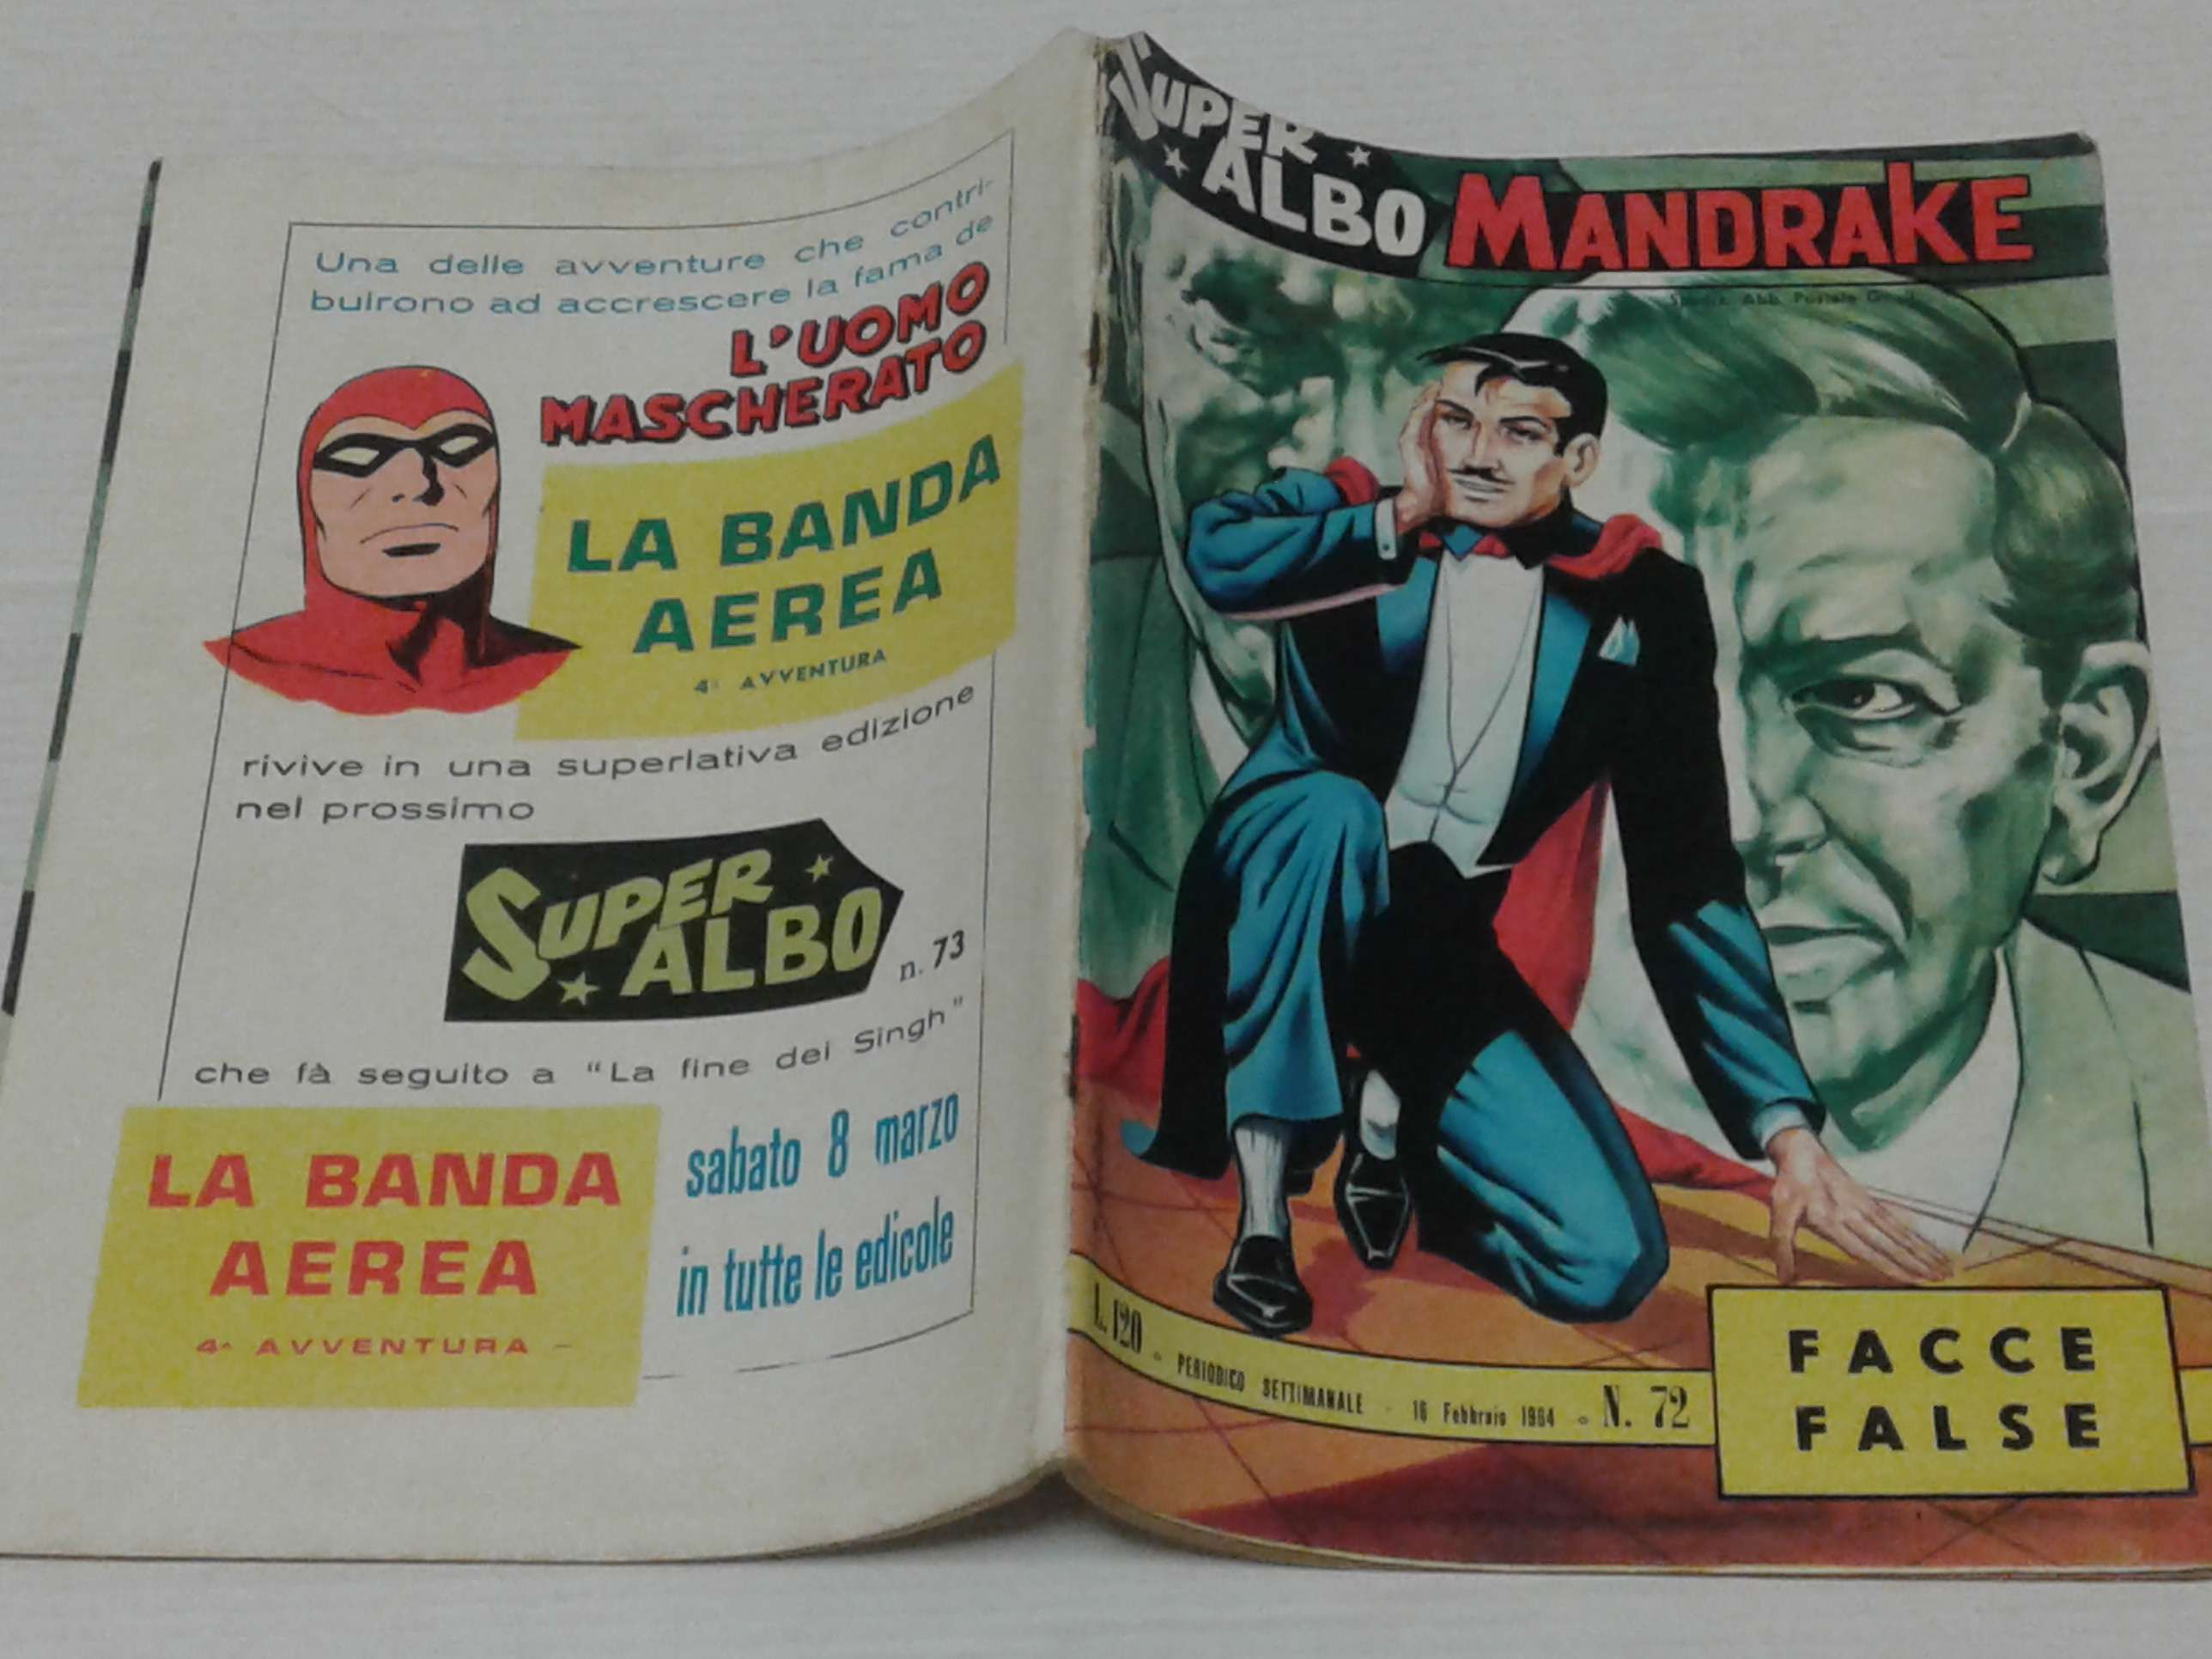 Una delle avventure che contri-
buirono ad accrescere la fama de
L'UOMO
MASCHERATO
LA BANDA
AEREA
4ª AVVENTURA
rivive in una superlativa edizione
nel prossimo
SUPER
ALBO
n. 73
che fà seguito a "La fine dei Singh"
LA BANDA
AEREA
4ª AVVENTURA –
sabato 8 marzo
in tutte le edicole
SUPER
ALBO
MANDRAKE
Abb. Postale
L. 120 - PERIODICO SETTIMANALE - 16 Febbraio 1964 - N. 72
FACCE
FALSE